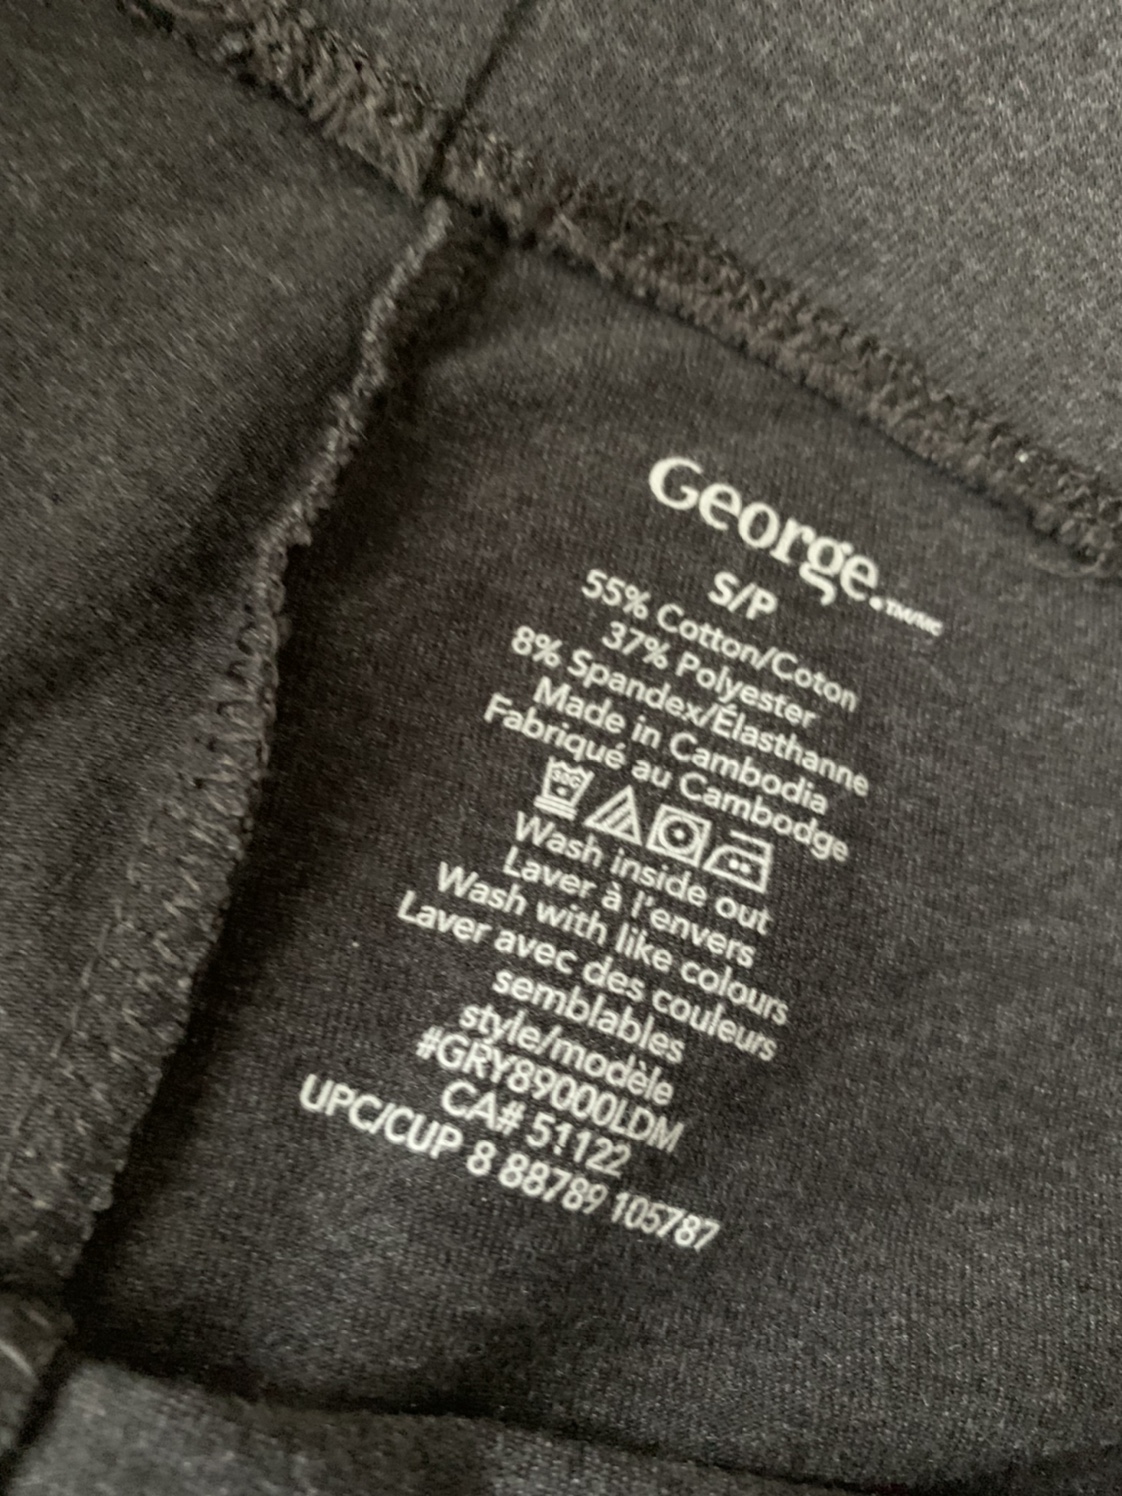 George.™/MC
S/P
55% Cotton/Coton
37% Polyester
8% Spandex/Élasthanne
Made in Cambodia
Fabriqué au Cambodge
Wash inside out
Laver à l'envers
Wash with like colours
Laver avec des couleurs
semblables
style/modèle
#GRY89000LDM
CA# 51122
UPC/CUP 8 88789 105787